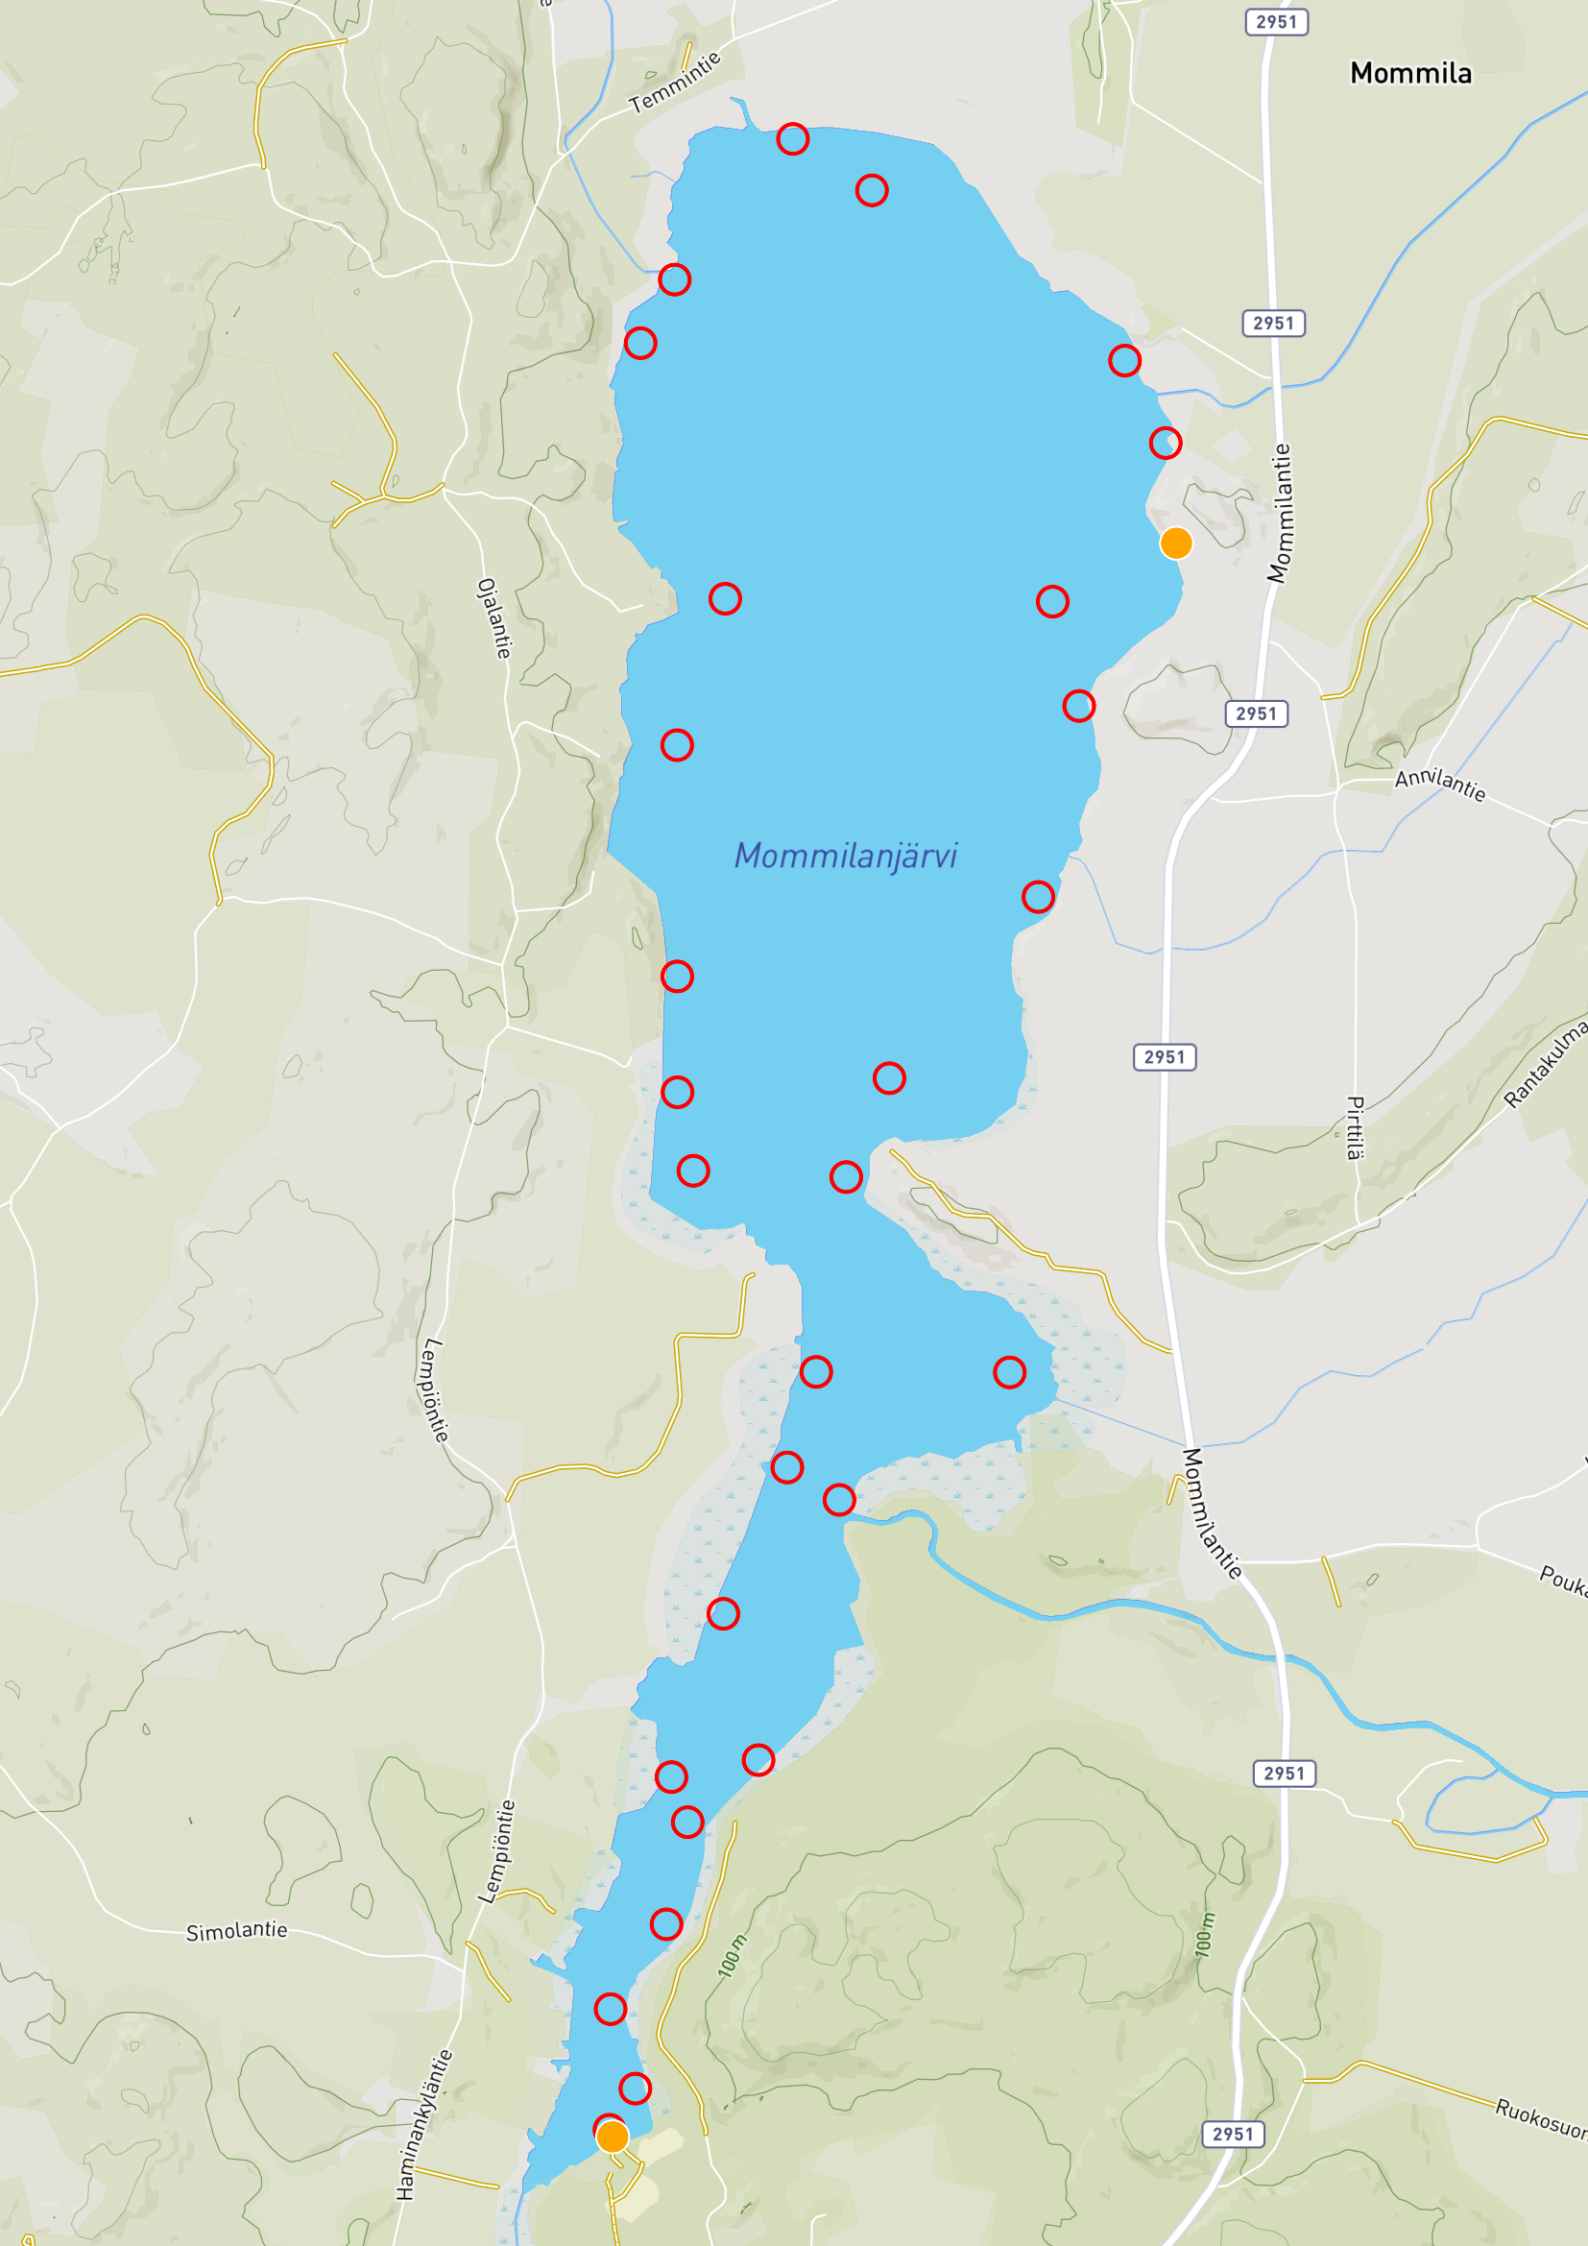 2951
Mommila
Temmintie
2951
Mommilantie
Ojalantie
2951
Annilantie
Mommilanjärvi
Rantakulma
2951
Pirttilä
Lempiöntie
Mommilantie
Pouka
2951
Lempiöntie
Simolantie
100 m
100 m
Haminankyläntie
Ruokosuon
2951